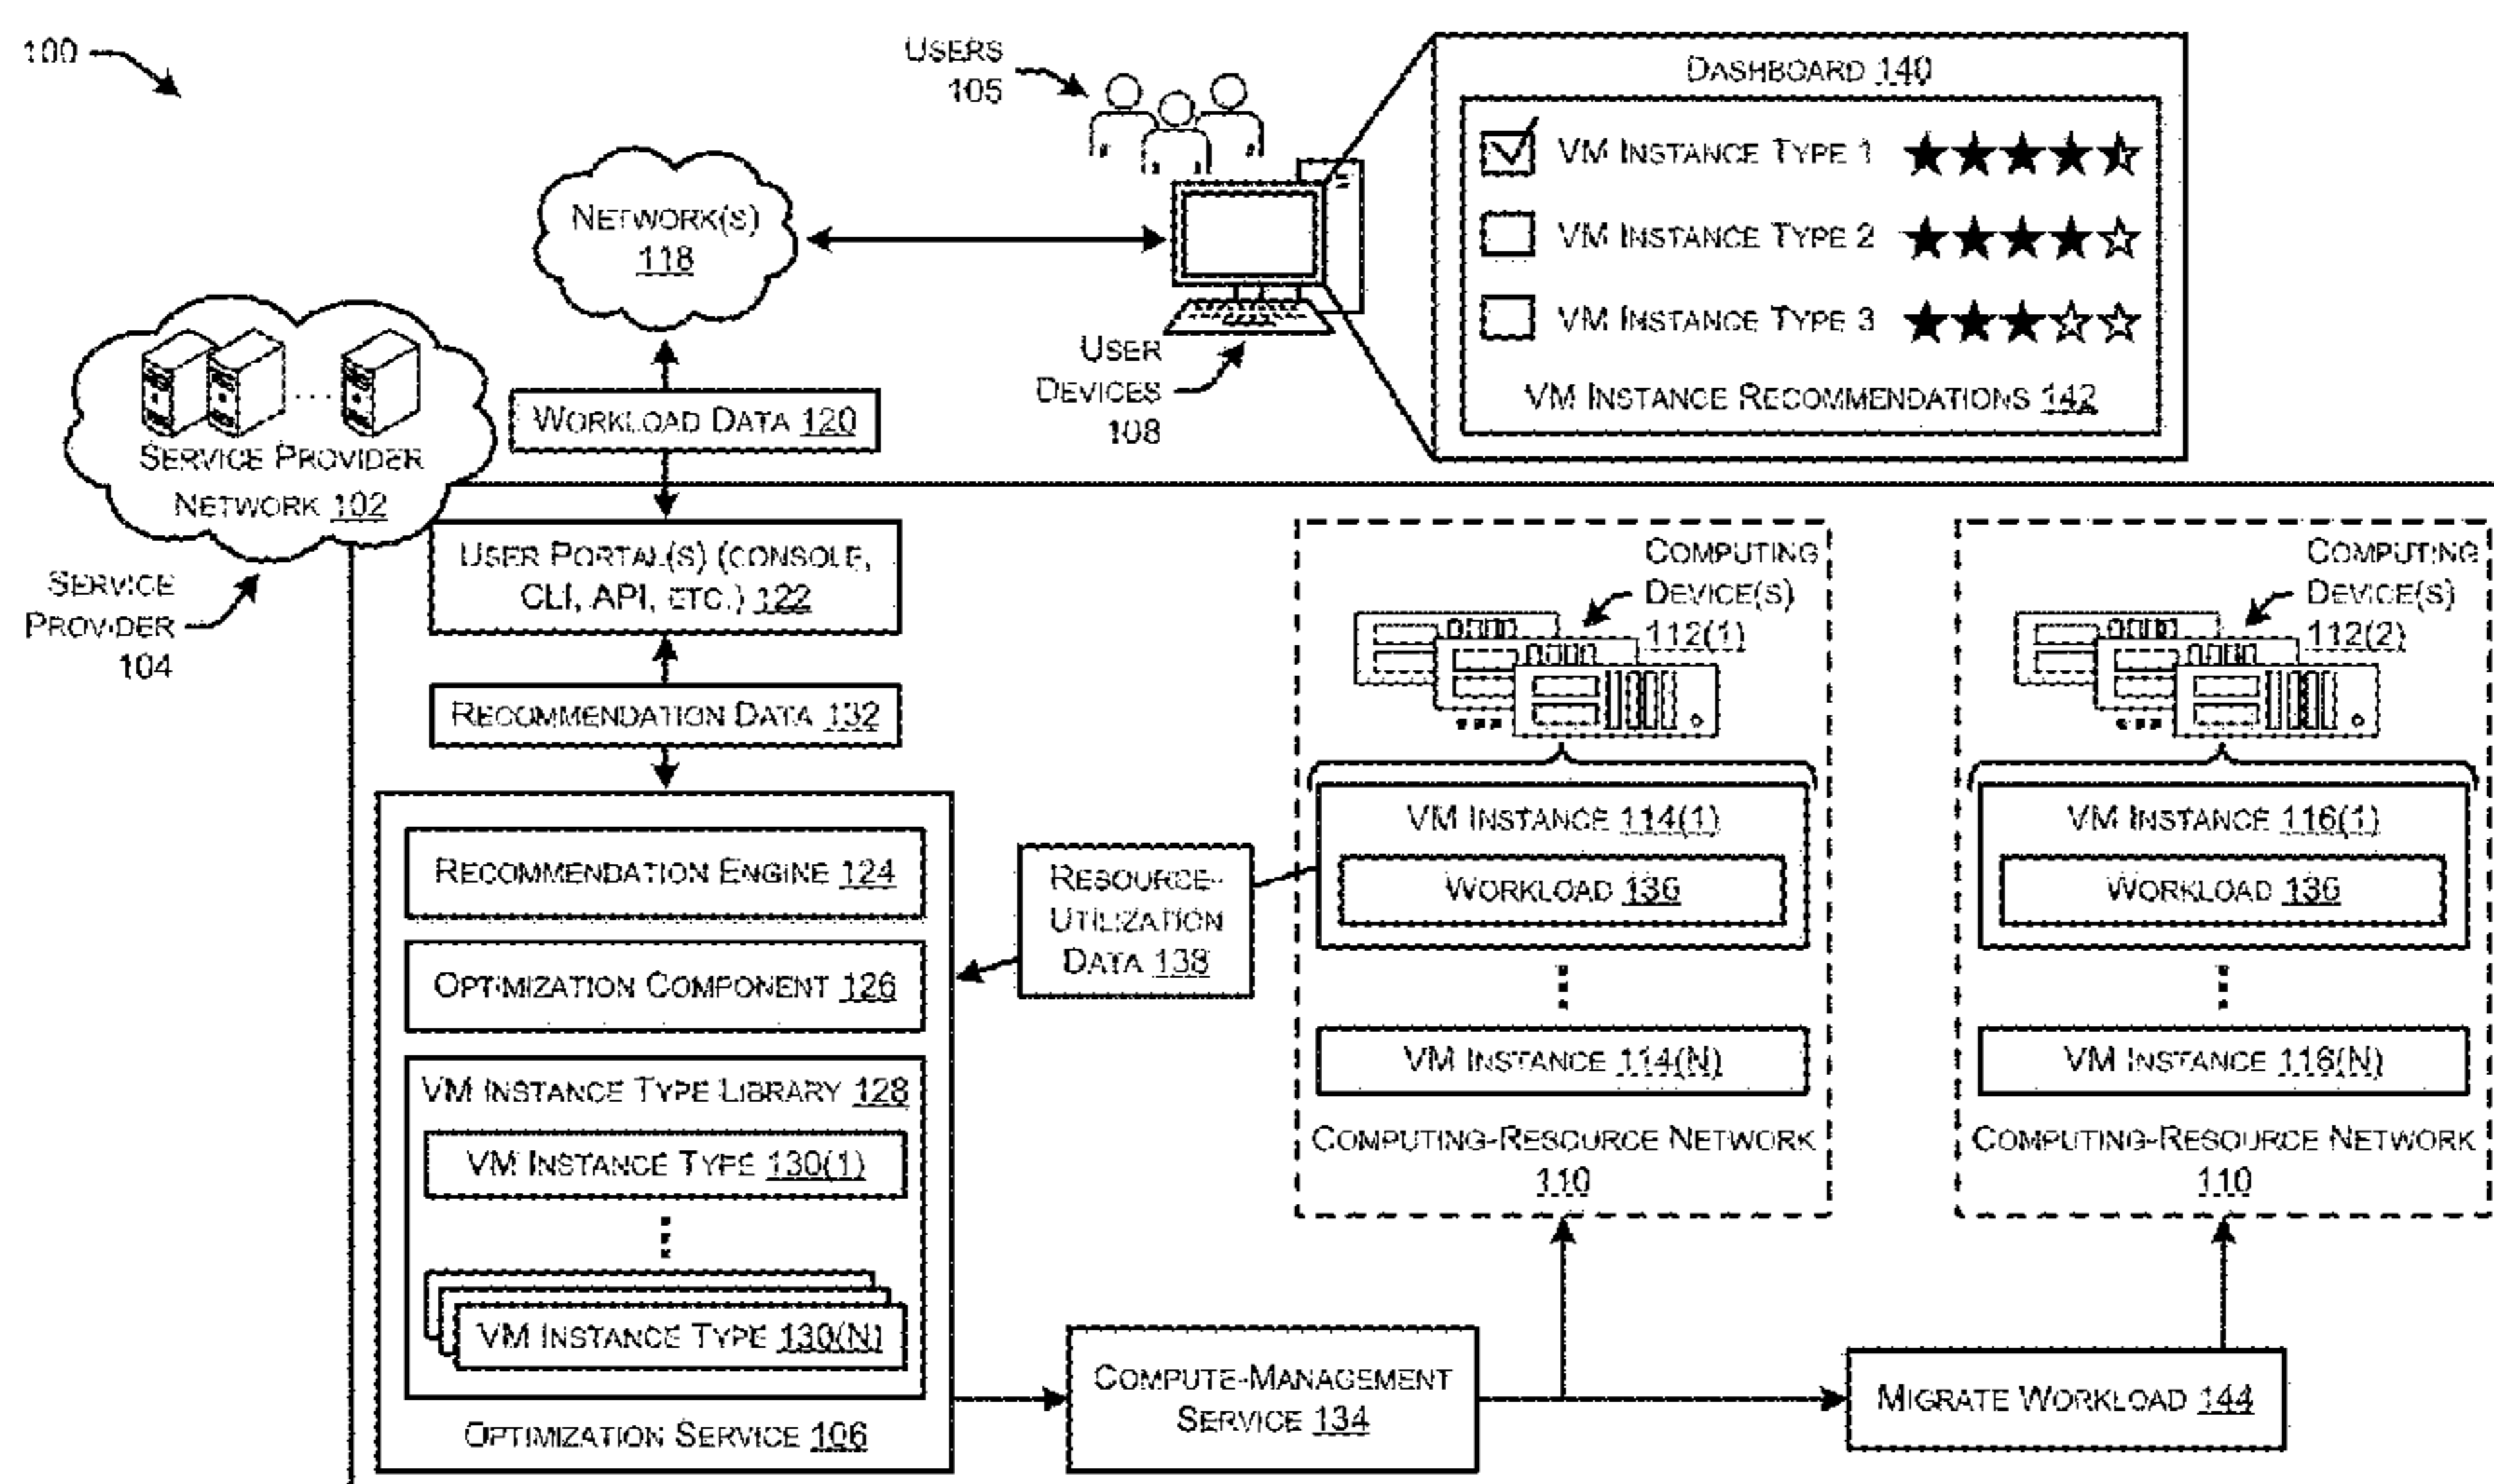 100
USERS
105
DASHBOARD 140
VM INSTANCE TYPE 1
VM INSTANCE TYPE 2
VM INSTANCE TYPE 3
VM INSTANCE RECOMMENDATIONS 142
NETWORK(S)
118
USER
DEVICES
108
WORKLOAD DATA 120
SERVICE PROVIDER
NETWORK 102
SERVICE
PROVIDER
104
USER PORTAL(S) (CONSOLE,
CLI, API, ETC.) 122
RECOMMENDATION DATA 132
RECOMMENDATION ENGINE 124
OPTIMIZATION COMPONENT 126
VM INSTANCE TYPE LIBRARY 128
VM INSTANCE TYPE 130(1)
VM INSTANCE TYPE 130(N)
OPTIMIZATION SERVICE 106
RESOURCE-
UTILIZATION
DATA 138
COMPUTING
DEVICE(S)
112(1)
VM INSTANCE 114(1)
WORKLOAD 136
VM INSTANCE 114(N)
COMPUTING-RESOURCE NETWORK
110
COMPUTING
DEVICE(S)
112(2)
VM INSTANCE 116(1)
WORKLOAD 136
VM INSTANCE 116(N)
COMPUTING-RESOURCE NETWORK
110
COMPUTE-MANAGEMENT
SERVICE 134
MIGRATE WORKLOAD 144